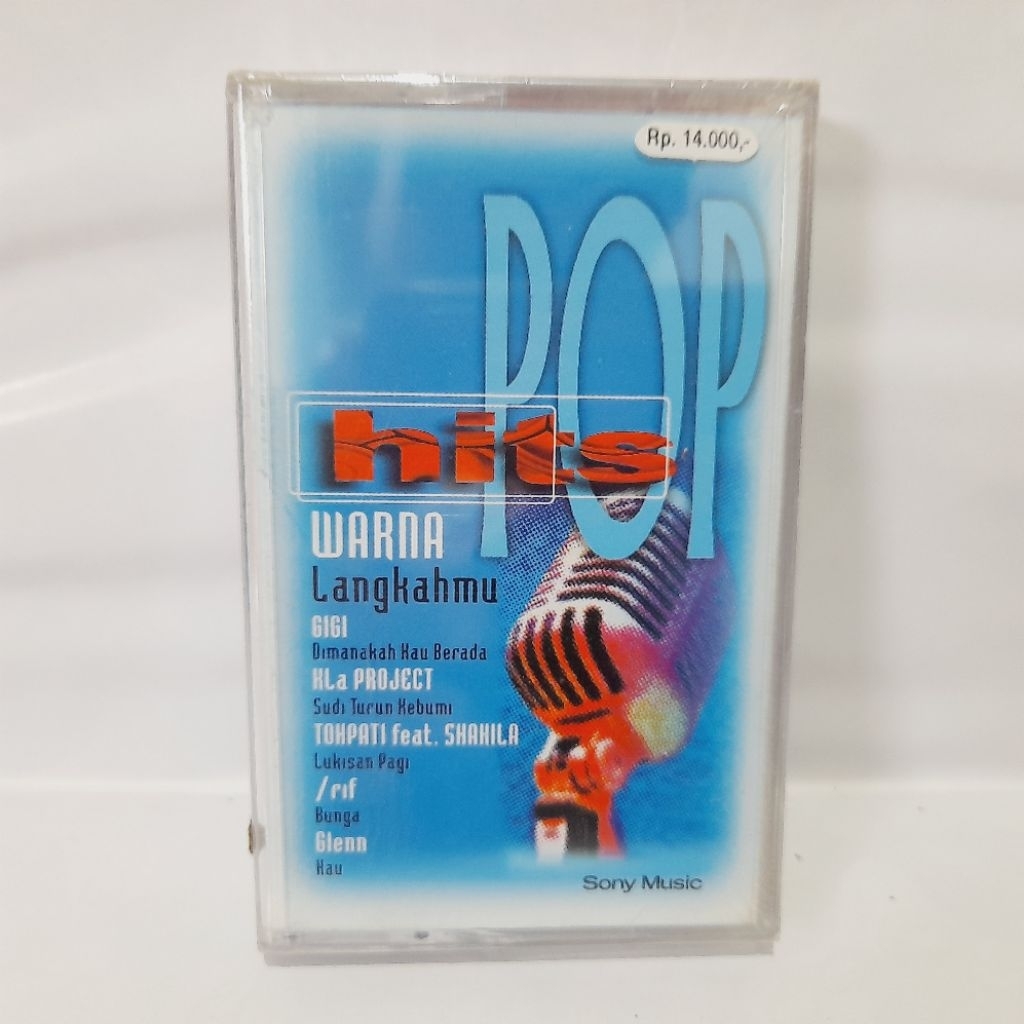 Rp. 14.000,-
POP
hits
WARNA
Langkahmu
GIGI
Dimanakah Kau Berada
KLa PROJECT
Sudi Turun Kebumi
TOHPATI feat. SHAKILA
Lukisan Pagi
/rif
Bunga
Glenn
Kau
Sony Music